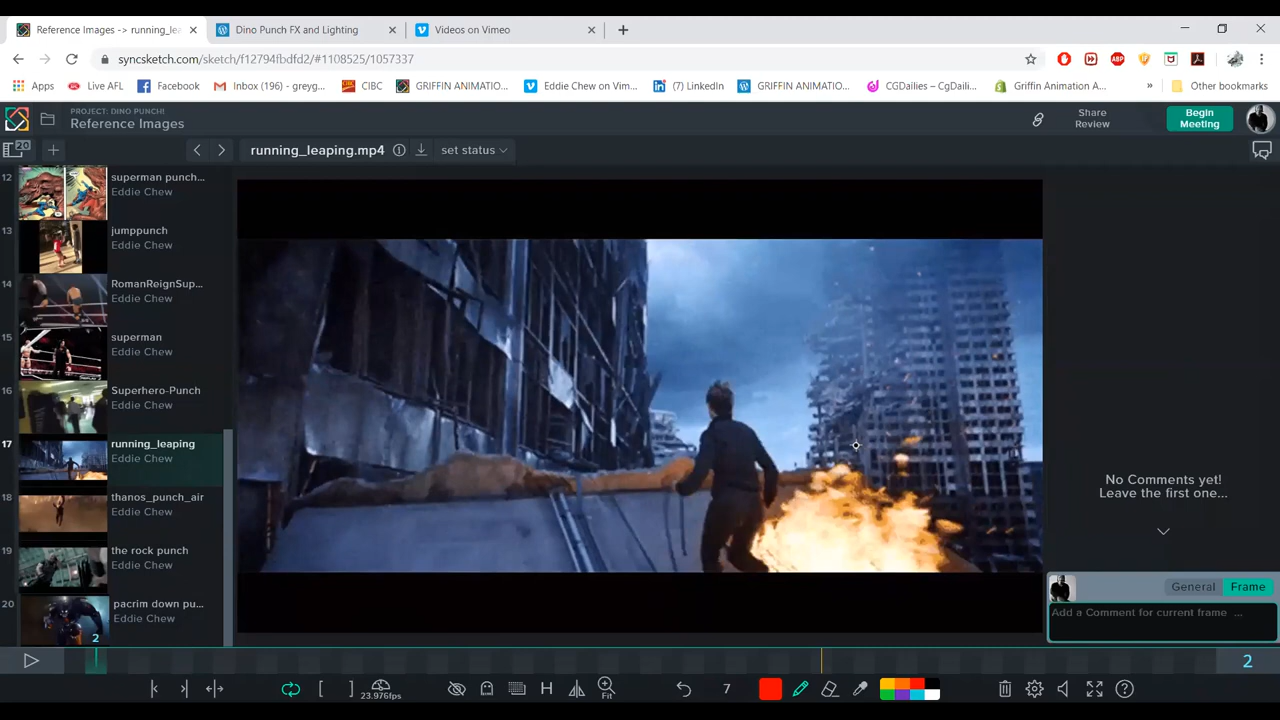 Reference Images -> running_lea
Dino Punch FX and Lighting
Videos on Vimeo
syncsketch.com/sketch/f12794fbdfd2/#1108525/1057337
Apps
Live AFL
Facebook
Inbox (196) - greyg...
CIBC
GRIFFIN ANIMATIO...
Eddie Chew on Vim...
(7) LinkedIn
GRIFFIN ANIMATIO...
CGDailies – CgDaili...
Griffin Animation A...
»
Other bookmarks
ABP
PROJECT: DINO PUNCH!
Reference Images
Share Review
Begin Meeting
20
running_leaping.mp4
set status
12
superman punch...
Eddie Chew
13
jumppunch
Eddie Chew
14
RomanReignSup...
Eddie Chew
15
superman
Eddie Chew
16
Superhero-Punch
Eddie Chew
17
running_leaping
Eddie Chew
18
thanos_punch_air
Eddie Chew
19
the rock punch
Eddie Chew
20
pacrim down pu...
Eddie Chew
No Comments yet!
Leave the first one...
General
Frame
Add a Comment for current frame ...
2
2
[ ]
23.976fps
H
Fit
7